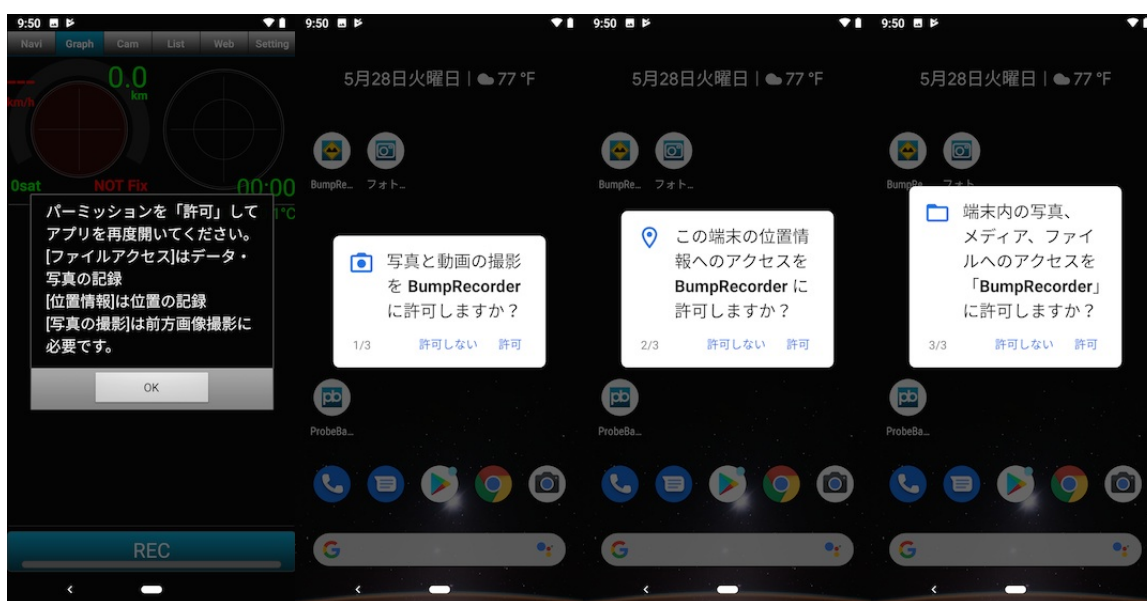 9:50
Navi Graph Cam List Web Setting
0.0
km
km/h
0sat NOT Fix 00:00
1°C
パーミッションを「許可」して
アプリを再度開いてください。
[ファイルアクセス]はデータ・
写真の記録
[位置情報]は位置の記録
[写真の撮影]は前方画像撮影に
必要です。
OK
REC
9:50
5月28日火曜日 | 77 °F
BumpRe... フォト...
写真と動画の撮影
を BumpRecorder
に許可しますか？
1/3 許可しない 許可
pb
ProbeBa...
G
9:50
5月28日火曜日 | 77 °F
BumpRe... フォト...
この端末の位置情
報へのアクセスを
BumpRecorder に
許可しますか？
2/3 許可しない 許可
pb
ProbeBa...
G
9:50
5月28日火曜日 | 77 °F
BumpRe... フォト...
端末内の写真、
メディア、ファイ
ルへのアクセスを
「BumpRecorder」
に許可しますか？
3/3 許可しない 許可
pb
ProbeBa...
G